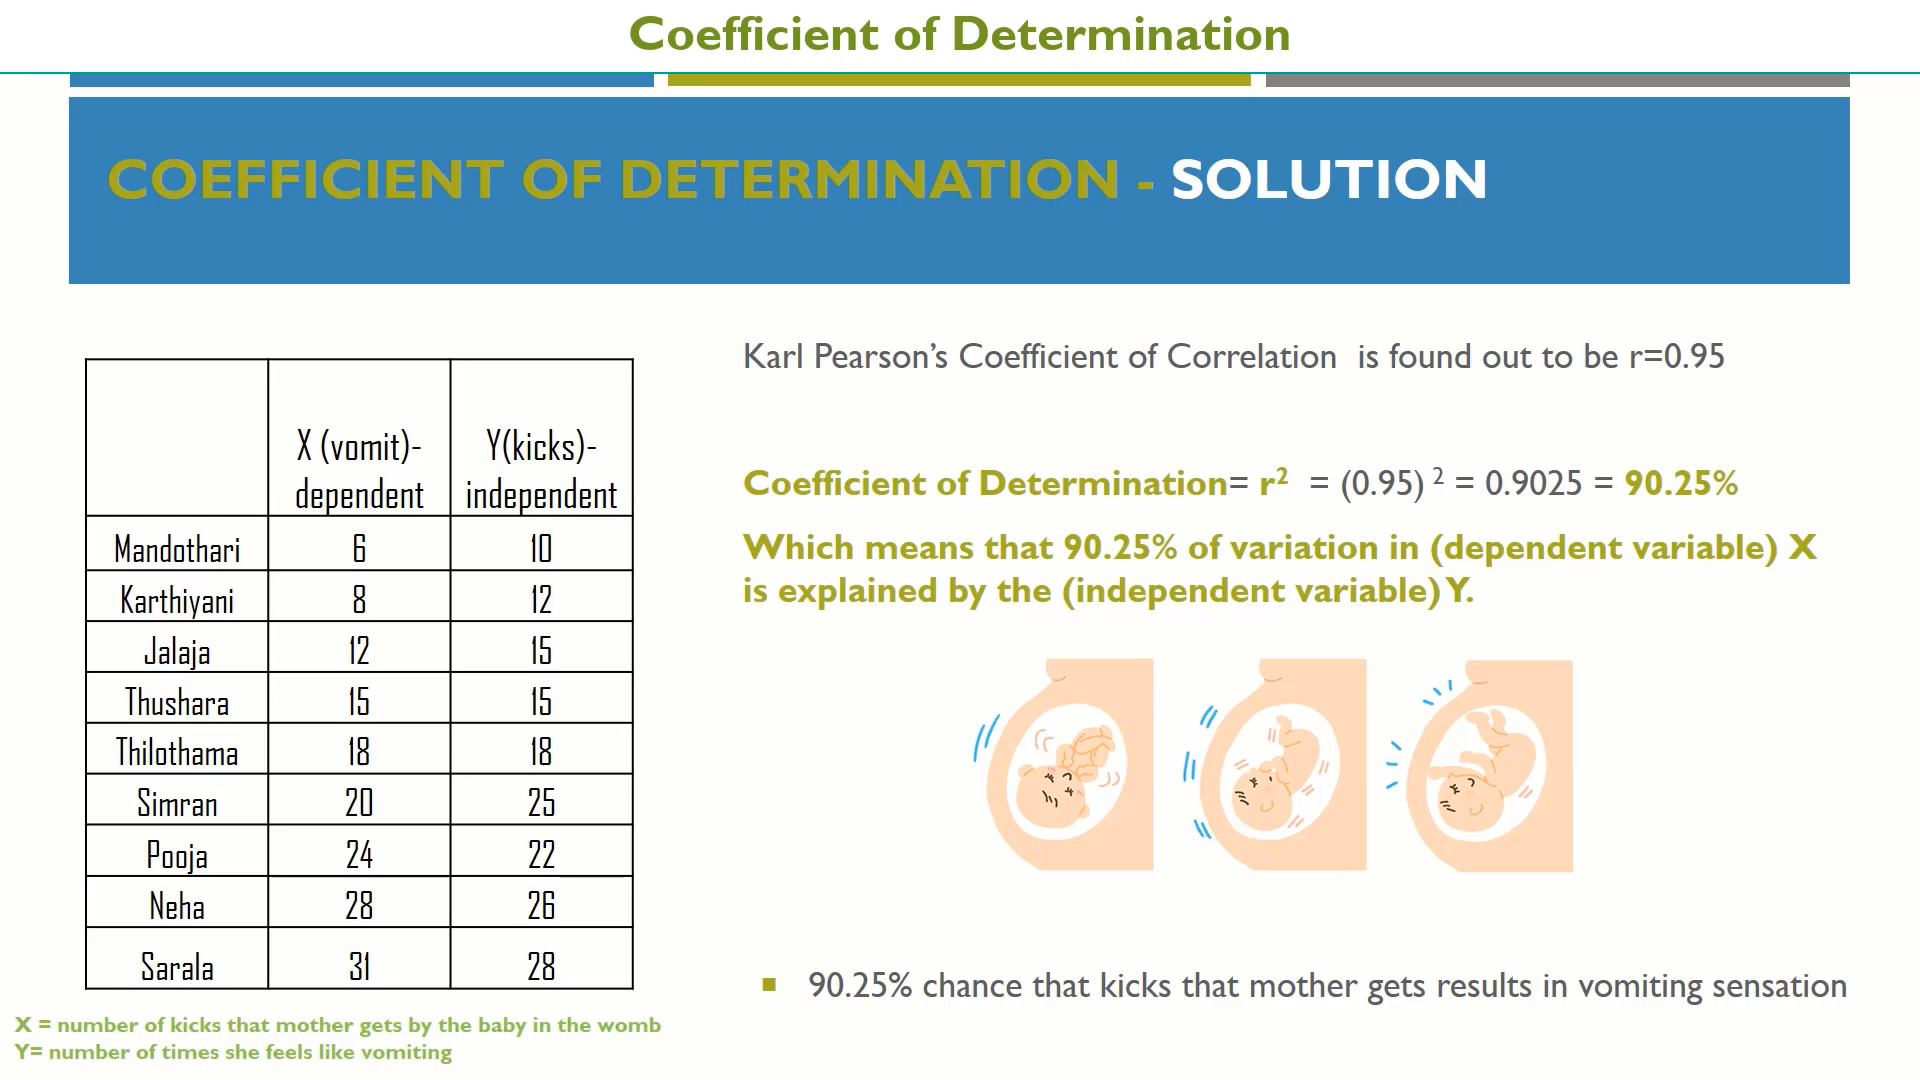 Coefficient of Determination
COEFFICIENT OF DETERMINATION - SOLUTION
Karl Pearson’s Coefficient of Correlation is found out to be r=0.95
Coefficient of Determination= r² = (0.95) ² = 0.9025 = 90.25%
Which means that 90.25% of variation in (dependent variable) X
is explained by the (independent variable) Y.
X (vomit)- Y(kicks)-
dependent independent
Mandothari 6 10
Karthiyani 8 12
Jalaja 12 15
Thushara 15 15
Thilothama 18 18
Simran 20 25
Pooja 24 22
Neha 28 26
Sarala 31 28
90.25% chance that kicks that mother gets results in vomiting sensation
X = number of kicks that mother gets by the baby in the womb
Y= number of times she feels like vomiting